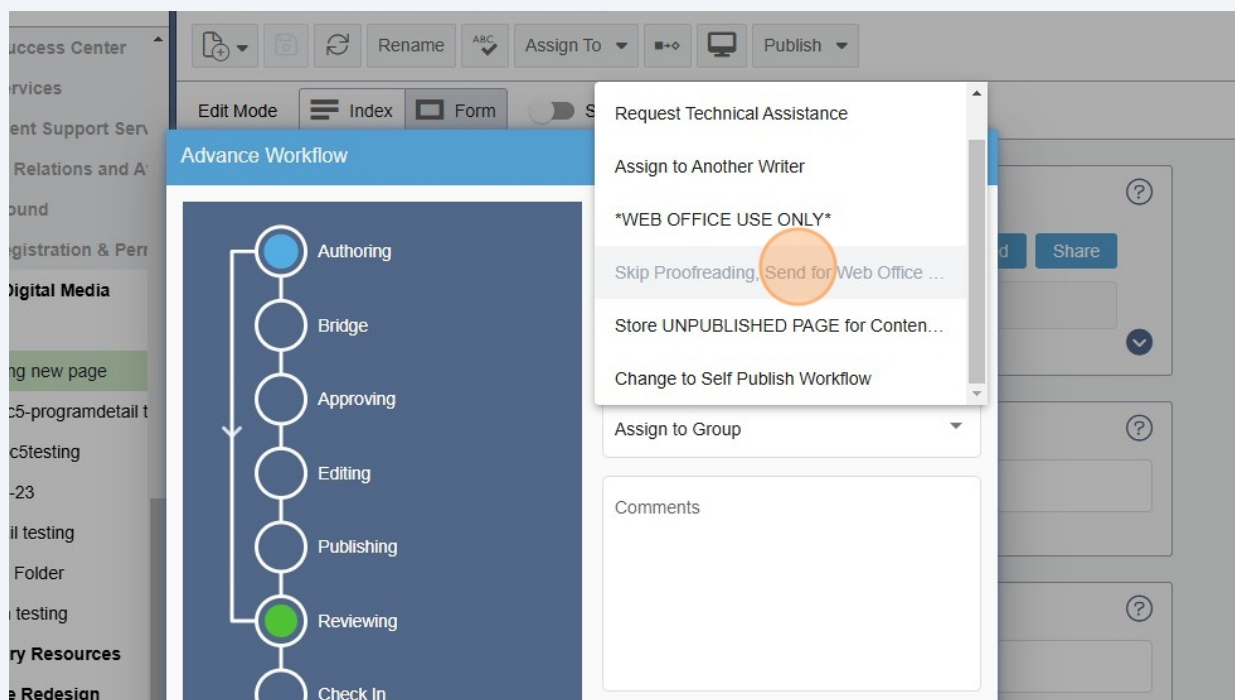 uccess Center
ervices
ent Support Serv
Relations and A
ound
egistration & Perr
Digital Media
ng new page
c5-programdetail t
c5testing
-23
il testing
Folder
testing
ry Resources
e Redesign
Rename
ABC
Assign To
Publish
Edit Mode
Index
Form
S
Advance Workflow
Authoring
Bridge
Approving
Editing
Publishing
Reviewing
Check In
Request Technical Assistance
Assign to Another Writer
*WEB OFFICE USE ONLY*
Skip Proofreading, Send for Web Office ...
Store UNPUBLISHED PAGE for Conten...
Change to Self Publish Workflow
Assign to Group
Comments
d
Share
?
?
?